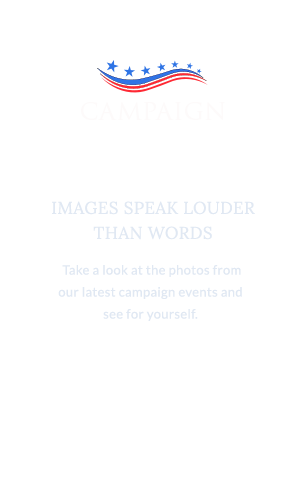 CAMPAIGN
IMAGES SPEAK LOUDER
THAN WORDS
Take a look at the photos from
our latest campaign events and
see for yourself.